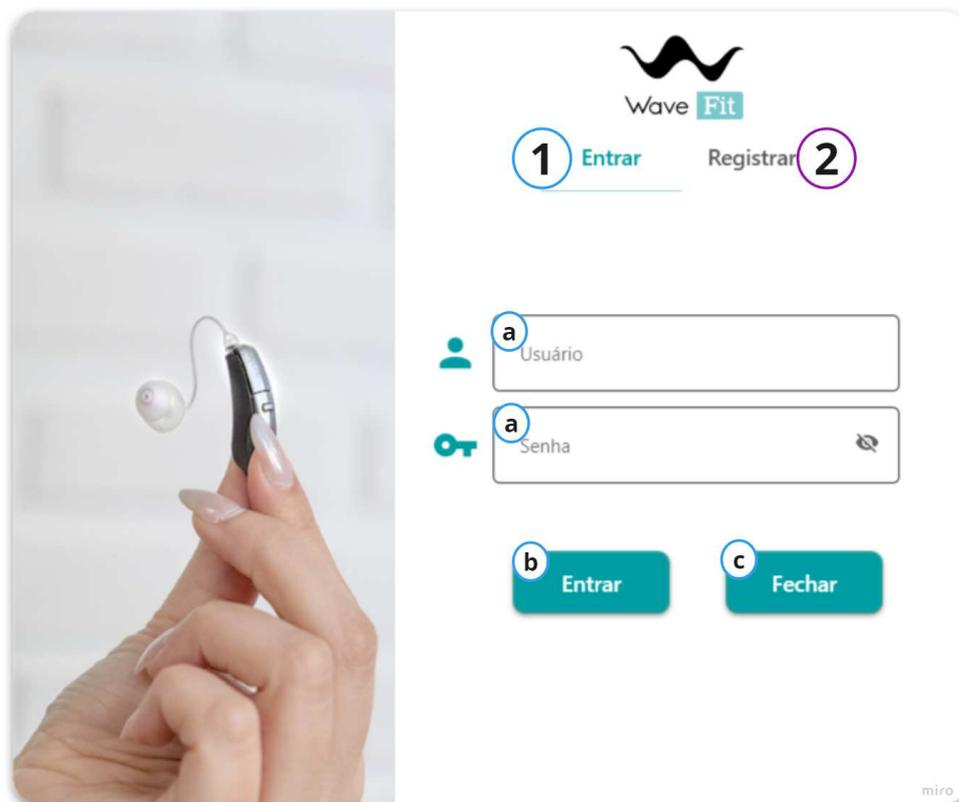 Wave Fit
1 Entrar Registrar 2
a
Usuário
a
Senha
b Entrar c Fechar
miro